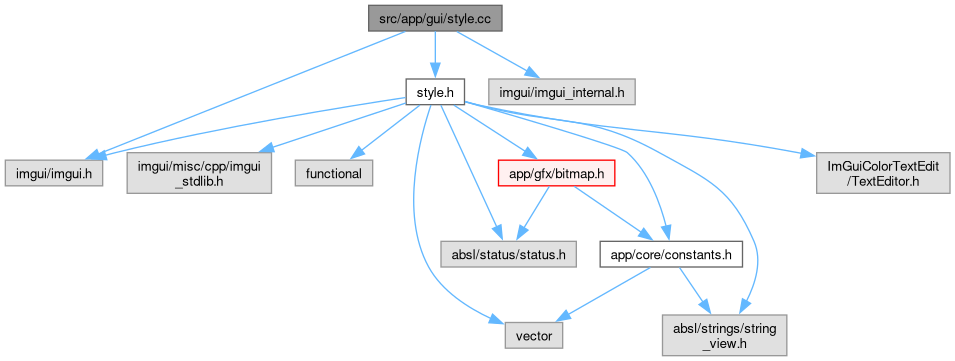 src/app/gui/style.cc
style.h
imgui/imgui_internal.h
imgui/imgui.h
imgui/misc/cpp/imgui
_stdlib.h
functional
app/gfx/bitmap.h
ImGuiColorTextEdit
/TextEditor.h
absl/status/status.h
app/core/constants.h
vector
absl/strings/string
_view.h